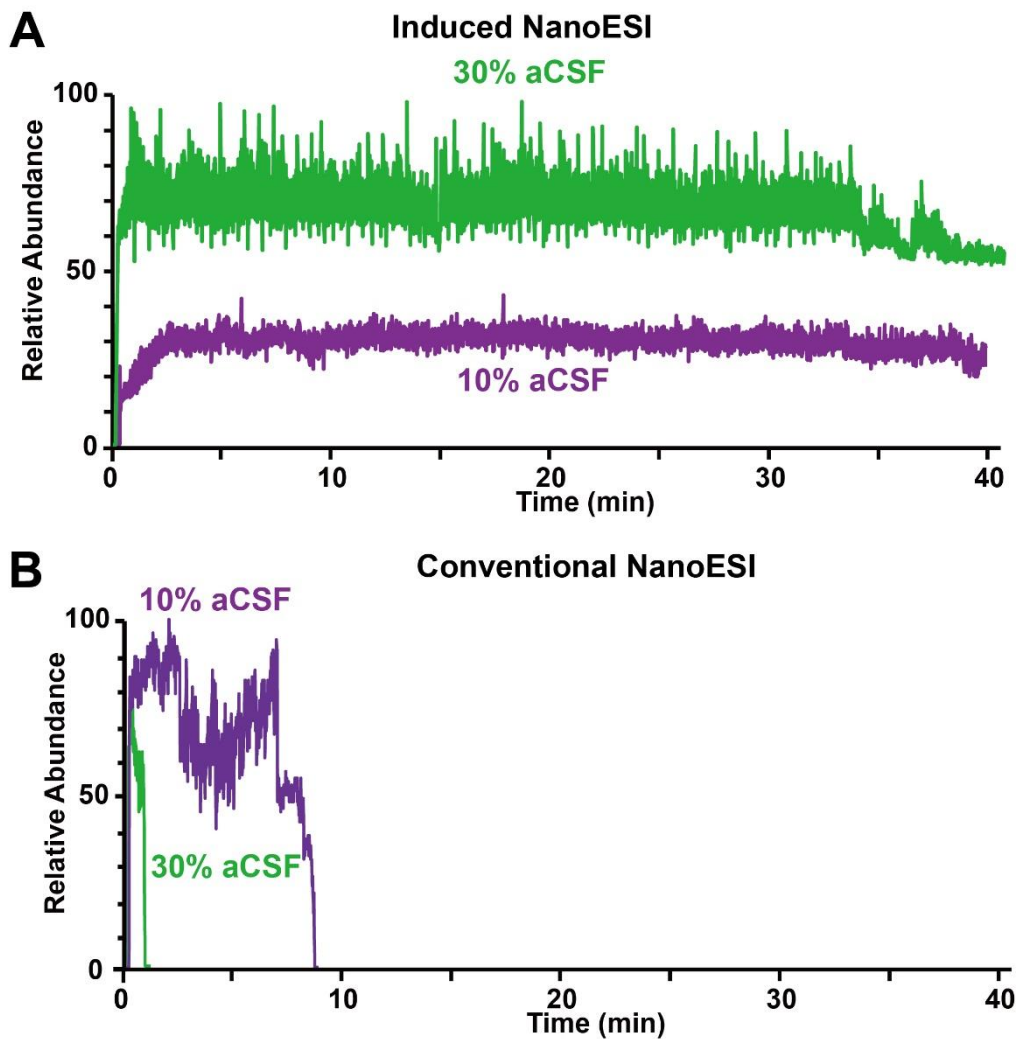 A
Induced NanoESI
30% aCSF
100
50
0
Relative Abundance
10% aCSF
0 10 20 30 40
Time (min)
B
Conventional NanoESI
10% aCSF
100
50
0
Relative Abundance
30% aCSF
0 10 20 30 40
Time (min)